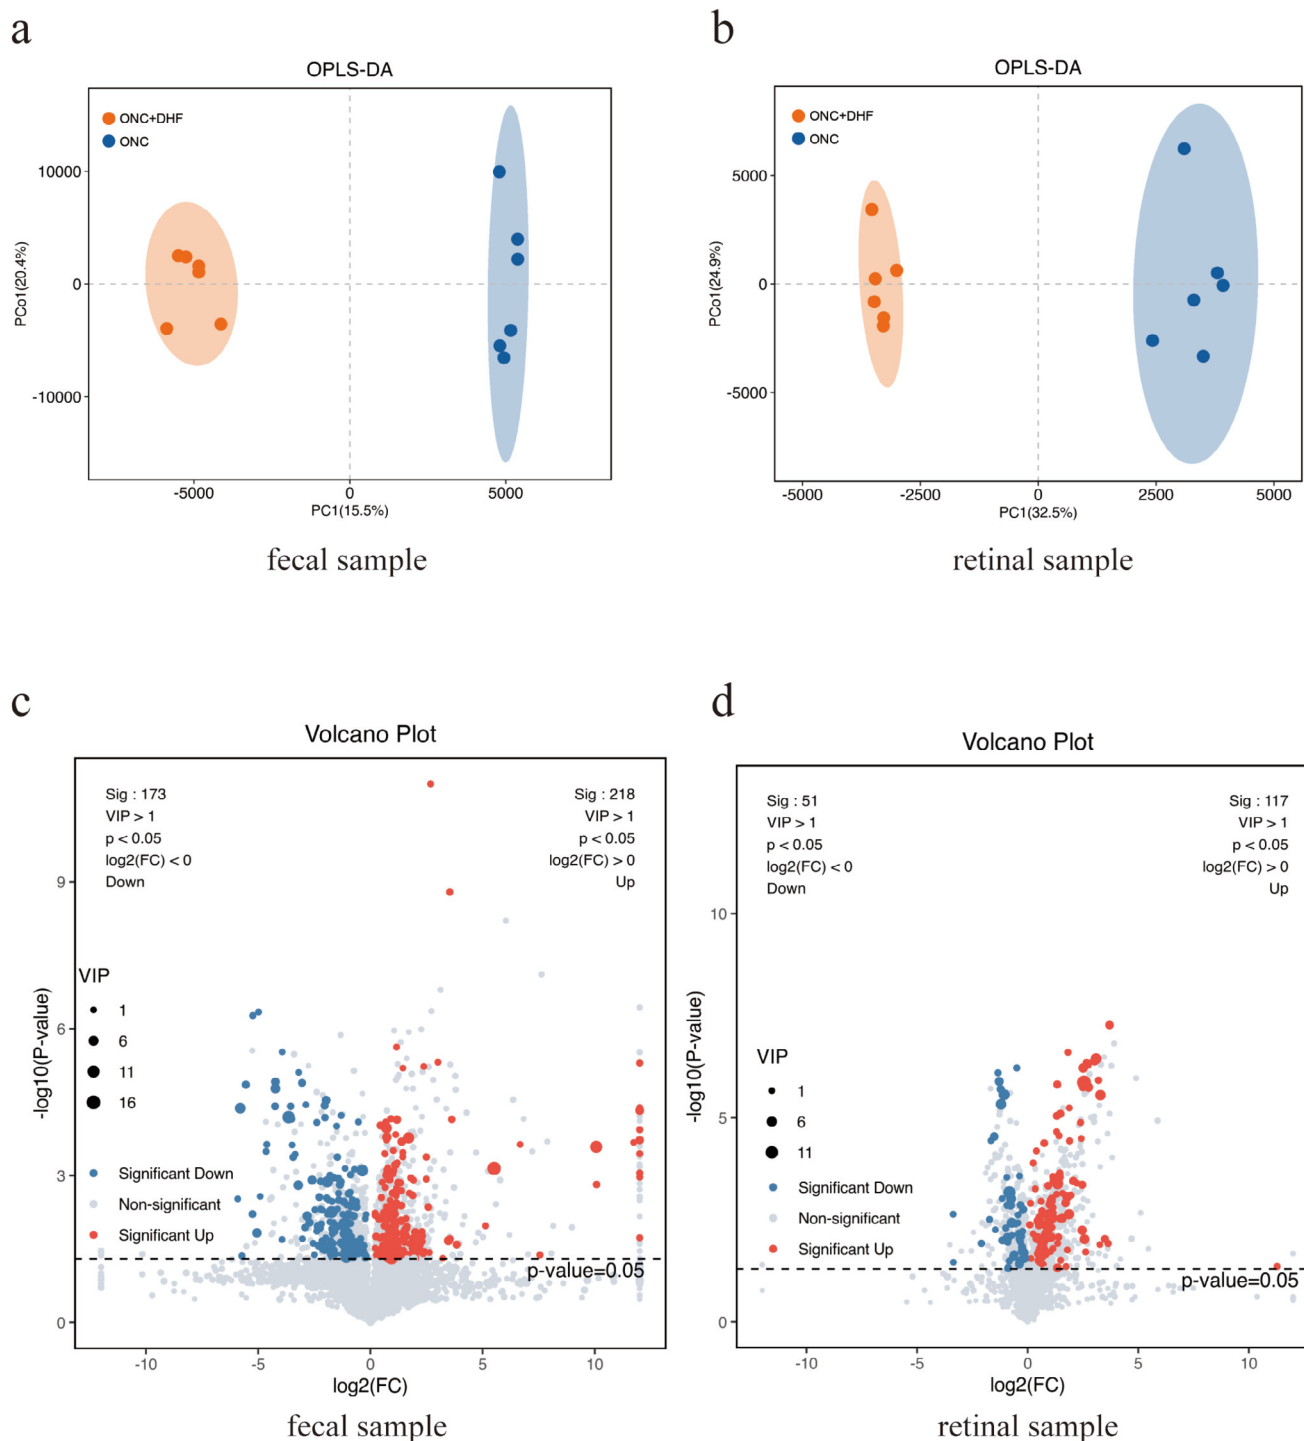 a
OPLS-DA
ONC+DHF
ONC
10000
0
-10000
PCo1(20.4%)
-5000
0
5000
PC1(15.5%)
fecal sample
b
OPLS-DA
ONC+DHF
ONC
5000
0
-5000
PCo1(24.9%)
-5000
-2500
0
2500
5000
PC1(32.5%)
retinal sample
c
Volcano Plot
Sig : 173
VIP > 1
p < 0.05
log2(FC) < 0
Down
Sig : 218
VIP > 1
p < 0.05
log2(FC) > 0
Up
9
6
3
0
-log10(P-value)
VIP
1
6
11
16
Significant Down
Non-significant
Significant Up
p-value=0.05
-10
-5
0
5
10
log2(FC)
fecal sample
d
Volcano Plot
Sig : 51
VIP > 1
p < 0.05
log2(FC) < 0
Down
Sig : 117
VIP > 1
p < 0.05
log2(FC) > 0
Up
10
5
0
-log10(P-value)
VIP
1
6
11
Significant Down
Non-significant
Significant Up
p-value=0.05
-10
-5
0
5
10
log2(FC)
retinal sample